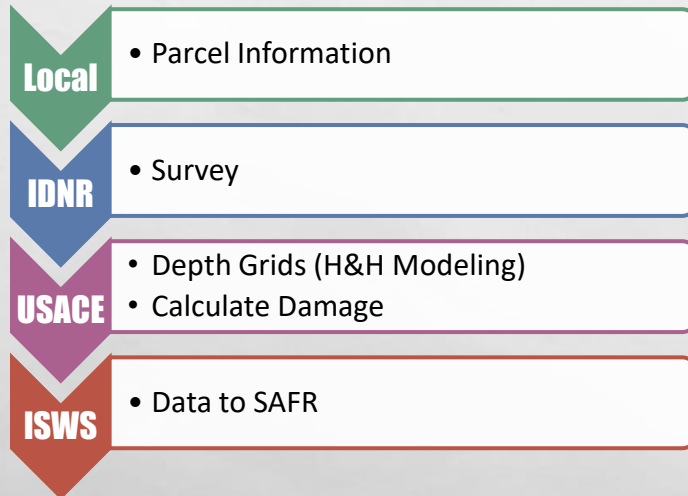 Local
• Parcel Information
IDNR
• Survey
USACE
• Depth Grids (H&H Modeling)
• Calculate Damage
ISWS
• Data to SAFR